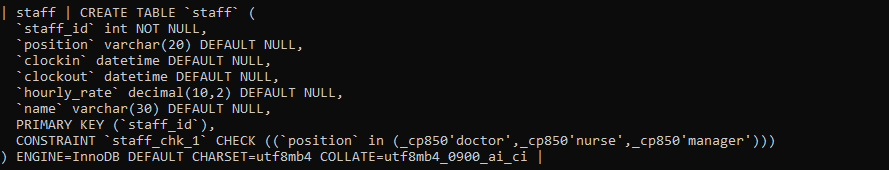 | staff | CREATE TABLE `staff` (
  `staff_id` int NOT NULL,
  `position` varchar(20) DEFAULT NULL,
  `clockin` datetime DEFAULT NULL,
  `clockout` datetime DEFAULT NULL,
  `hourly_rate` decimal(10,2) DEFAULT NULL,
  `name` varchar(30) DEFAULT NULL,
  PRIMARY KEY (`staff_id`),
  CONSTRAINT `staff_chk_1` CHECK ((`position` in (_cp850'doctor',_cp850'nurse',_cp850'manager')))
) ENGINE=InnoDB DEFAULT CHARSET=utf8mb4 COLLATE=utf8mb4_0900_ai_ci |